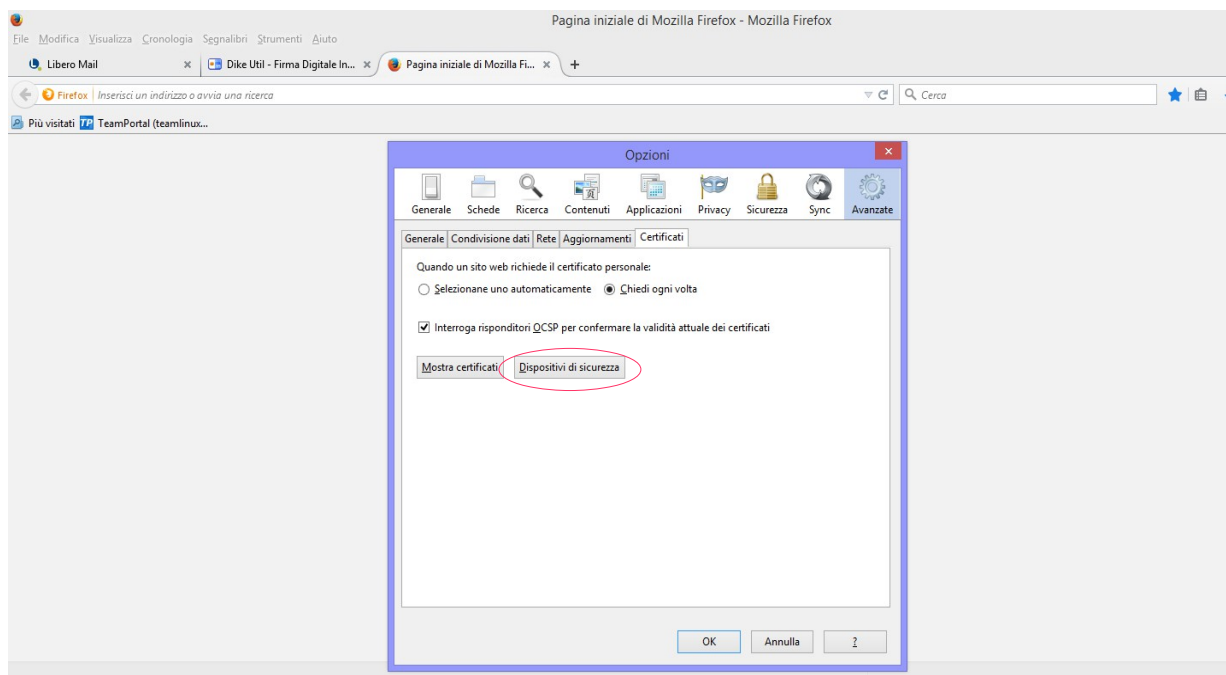 Pagina iniziale di Mozilla Firefox - Mozilla Firefox
File Modifica Visualizza Cronologia Segnalibri Strumenti Aiuto
Libero Mail × Dike Util - Firma Digitale In... × Pagina iniziale di Mozilla Fi... × +
Firefox Inserisci un indirizzo o avvia una ricerca Cerca
Più visitati TP TeamPortal (teamlinux...
Opzioni
Generale Schede Ricerca Contenuti Applicazioni Privacy Sicurezza Sync Avanzate
Generale Condivisione dati Rete Aggiornamenti Certificati
Quando un sito web richiede il certificato personale:
Selezionane uno automaticamente Chiedi ogni volta
Interroga risponditori OCSP per confermare la validità attuale dei certificati
Mostra certificati Dispositivi di sicurezza
OK Annulla ?